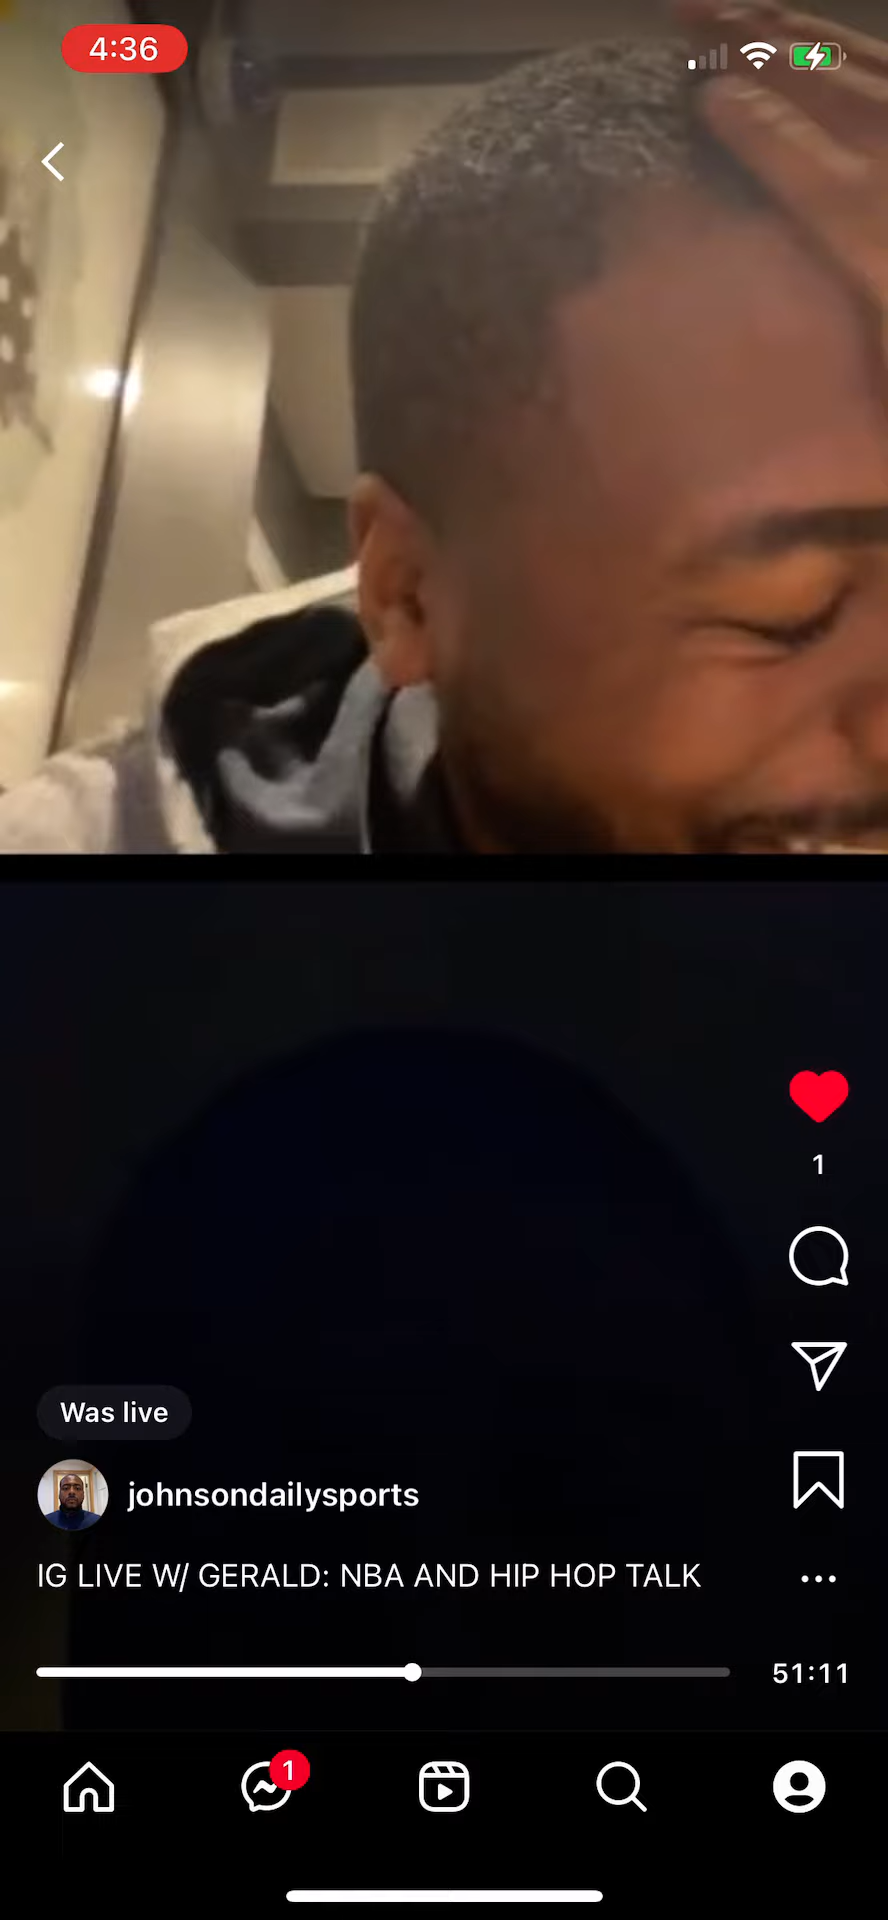 4:36
Was live
johnsondailysports
IG LIVE W/ GERALD: NBA AND HIP HOP TALK
1
51:11
1